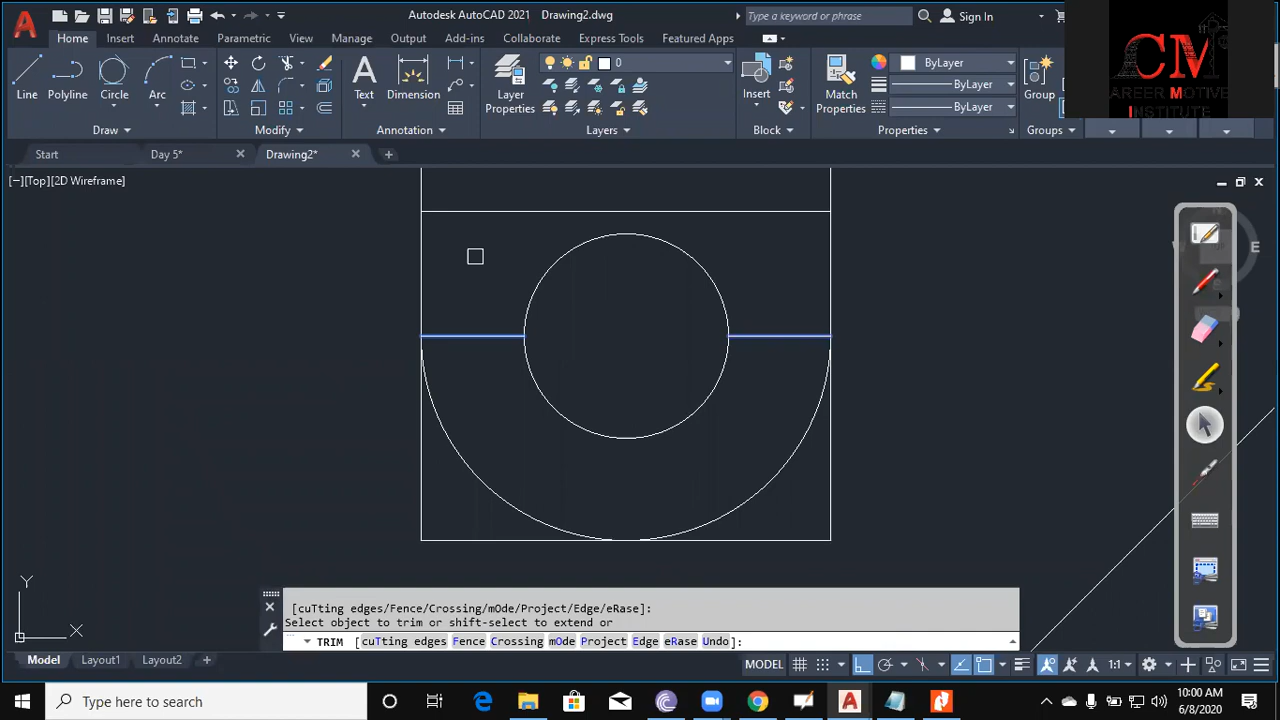 Autodesk AutoCAD 2021 Drawing2.dwg
Type a keyword or phrase
Sign In
Home Insert Annotate Parametric View Manage Output Add-ins Collaborate Express Tools Featured Apps
CM
AREER MOTIVE
INSTITUTE
Line Polyline Circle Arc
Text Dimension
Layer Properties
0
Insert
Match Properties
ByLayer
ByLayer
ByLayer
Group
Draw Modify Annotation Layers Block Properties Groups
Start Day 5* Drawing2*
[−][Top][2D Wireframe]
E
Y
X
[cuTting edges/Fence/Crossing/mOde/Project/Edge/eRase]:
Select object to trim or shift-select to extend or
TRIM [cuTting edges Fence Crossing mOde Project Edge eRase Undo]:
Model Layout1 Layout2 +
MODEL 1:1
Type here to search
10:00 AM
6/8/2020